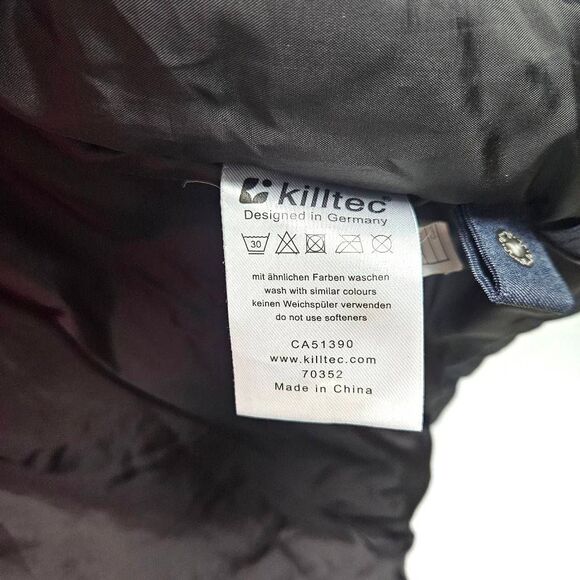 killtec®
Designed in Germany
30
mit ähnlichen Farben waschen
wash with similar colours
keinen Weichspüler verwenden
do not use softeners
CA51390
www.killtec.com
70352
Made in China